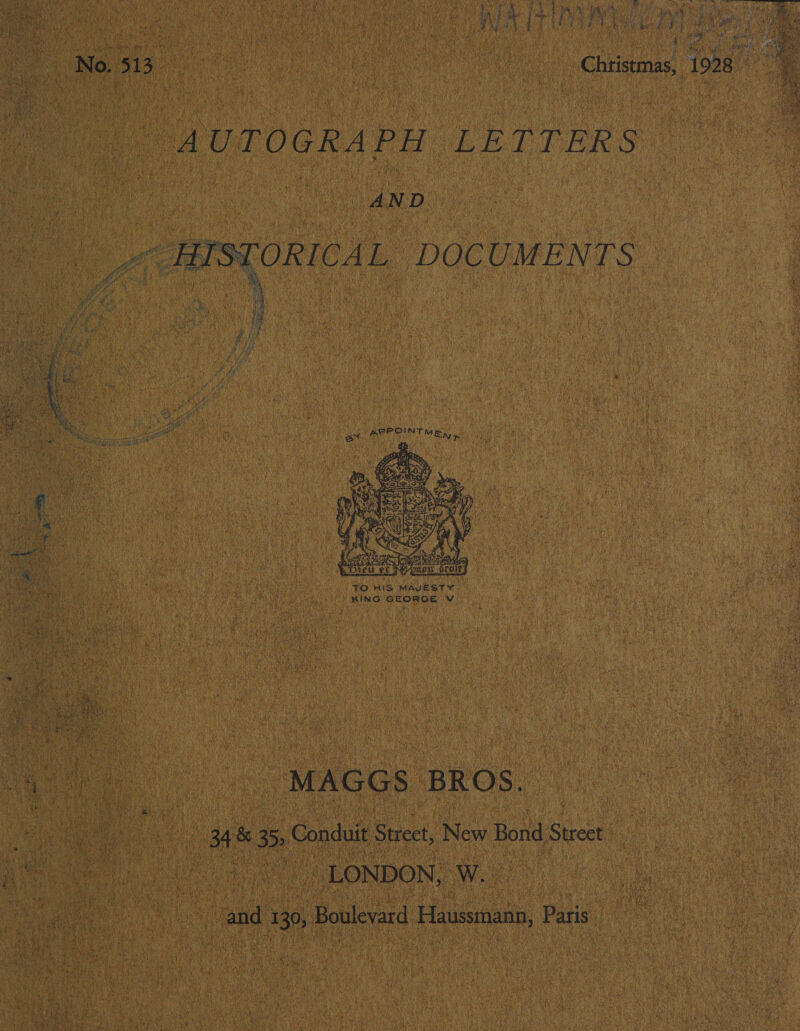 No. 513
Christmas, 1928
AUTOGRAPH LETTERS
AND
HISTORICAL DOCUMENTS
BY APPOINTMENT
Dieu et mon droit
TO HIS MAJESTY
KING GEORGE V
MAGGS BROS.
34 & 35, Conduit Street, New Bond Street
LONDON, W.
and 130, Boulevard Haussmann, Paris